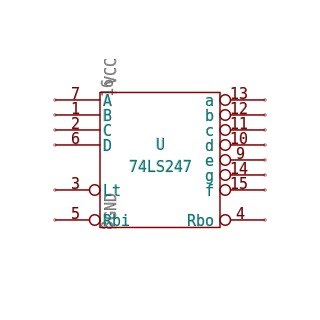 16
VCC
7 A a 13
1 B b 12
2 C c 11
6 D d 10
U
e 9
74LS247
g 14
3 Lt f 15
GND
8
5 Rbi Rbo 4